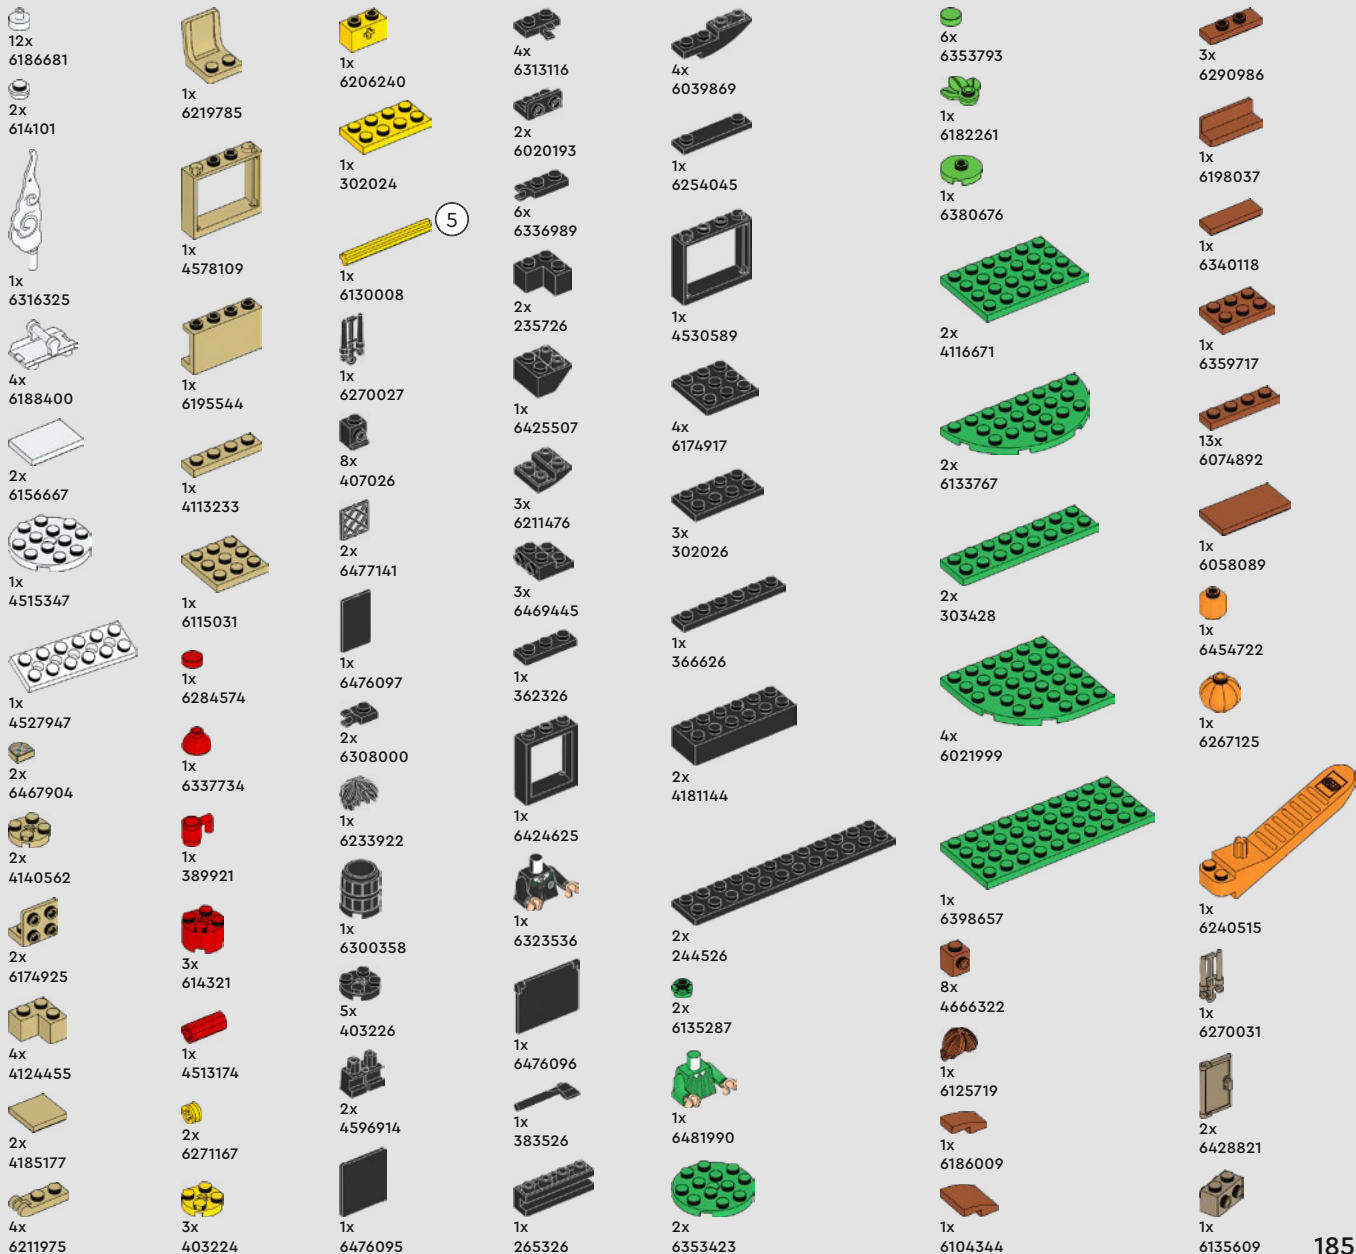 12x
6186681
2x
614101
1x
6316325
4x
6188400
2x
6156667
1x
4515347
1x
4527947
2x
6467904
2x
4140562
2x
6174925
4x
4124455
2x
4185177
4x
6211975
1x
6219785
1x
4578109
1x
6195544
1x
4113233
1x
6115031
1x
6284574
1x
6337734
1x
389921
3x
614321
1x
4513174
2x
6271167
3x
403224
1x
6206240
1x
302024
5
1x
6130008
1x
6270027
8x
407026
2x
6477141
1x
6476097
2x
6308000
1x
6233922
1x
6300358
5x
403226
2x
4596914
1x
6476095
4x
6313116
2x
6020193
6x
6336989
2x
235726
1x
6425507
3x
6211476
3x
6469445
1x
362326
1x
6424625
1x
6323536
1x
6476096
1x
383526
1x
265326
4x
6039869
1x
6254045
1x
4530589
4x
6174917
3x
302026
1x
366626
2x
4181144
2x
244526
2x
6135287
1x
6481990
2x
6353423
6x
6353793
1x
6182261
1x
6380676
2x
4116671
2x
6133767
2x
303428
4x
6021999
1x
6398657
8x
4666322
1x
6125719
1x
6186009
1x
6104344
3x
6290986
1x
6198037
1x
6340118
1x
6359717
13x
6074892
1x
6058089
1x
6454722
1x
6267125
1x
6240515
1x
6270031
2x
6428821
1x
6135609
185